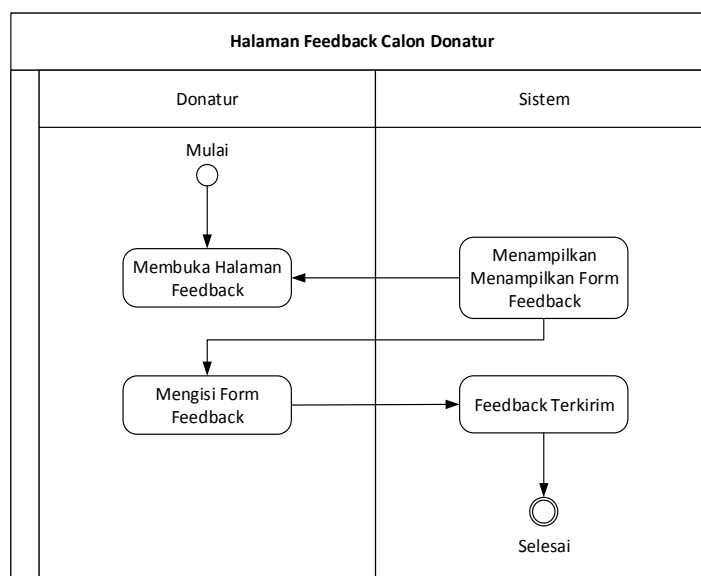 Halaman Feedback Calon Donatur
Donatur
Sistem
Mulai
Membuka Halaman
Feedback
Menampilkan
Menampilkan Form
Feedback
Mengisi Form
Feedback
Feedback Terkirim
Selesai